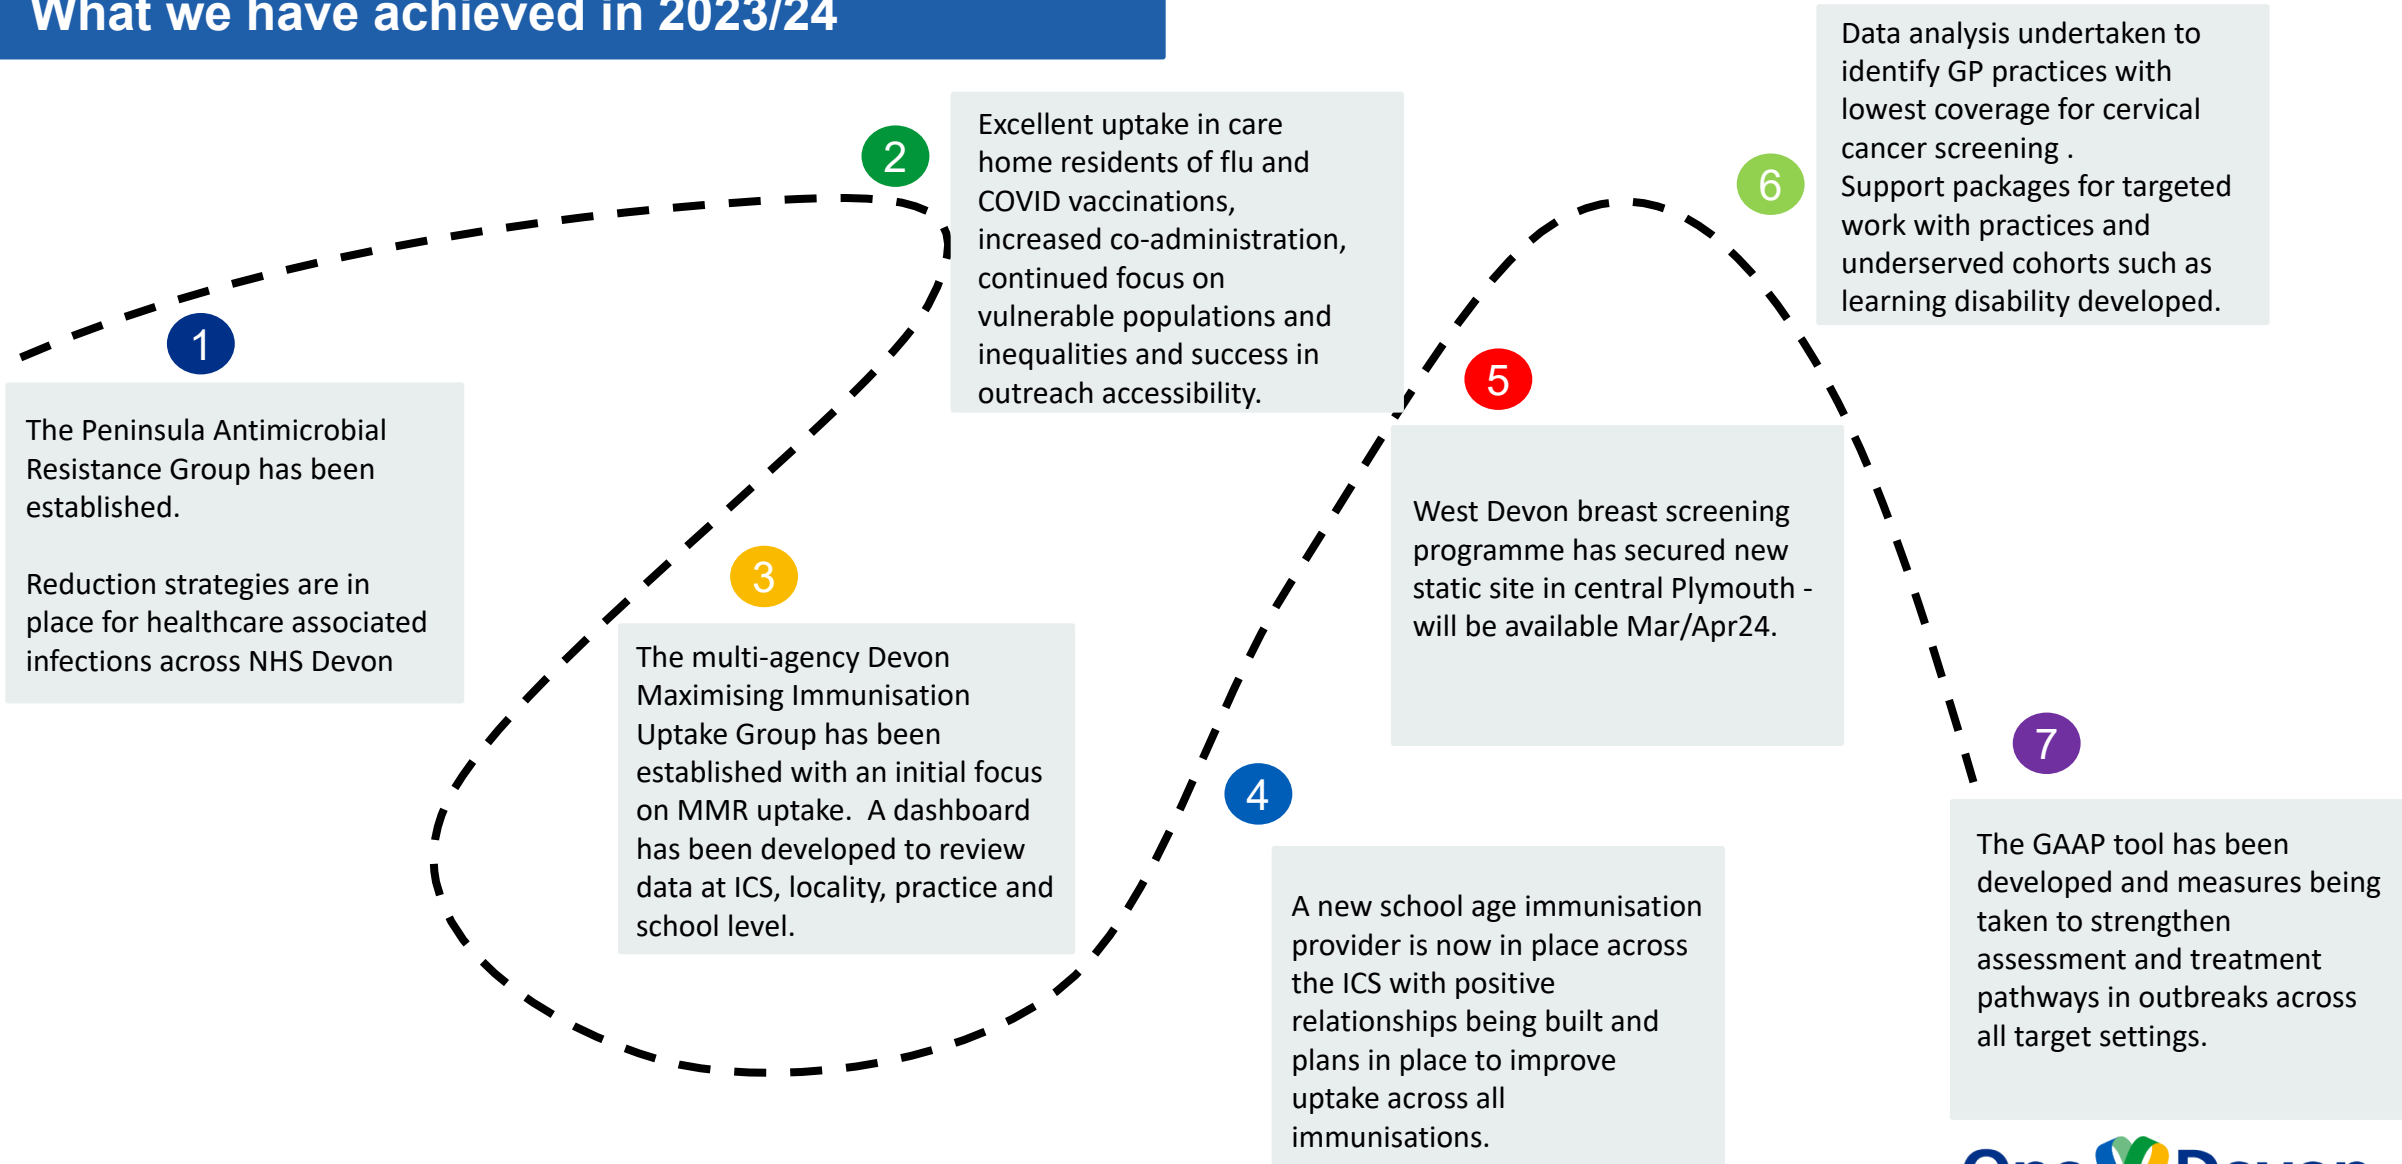 What we have achieved in 2023/24
1
The Peninsula Antimicrobial
Resistance Group has been
established.
Reduction strategies are in
place for healthcare associated
infections across NHS Devon
2
Excellent uptake in care
home residents of flu and
COVID vaccinations,
increased co-administration,
continued focus on
vulnerable populations and
inequalities and success in
outreach accessibility.
3
The multi-agency Devon
Maximising Immunisation
Uptake Group has been
established with an initial focus
on MMR uptake.  A dashboard
has been developed to review
data at ICS, locality, practice and
school level.
4
A new school age immunisation
provider is now in place across
the ICS with positive
relationships being built and
plans in place to improve
uptake across all
immunisations.
5
West Devon breast screening
programme has secured new
static site in central Plymouth -
will be available Mar/Apr24.
6
Data analysis undertaken to
identify GP practices with
lowest coverage for cervical
cancer screening .
Support packages for targeted
work with practices and
underserved cohorts such as
learning disability developed.
7
The GAAP tool has been
developed and measures being
taken to strengthen
assessment and treatment
pathways in outbreaks across
all target settings.
One Devon